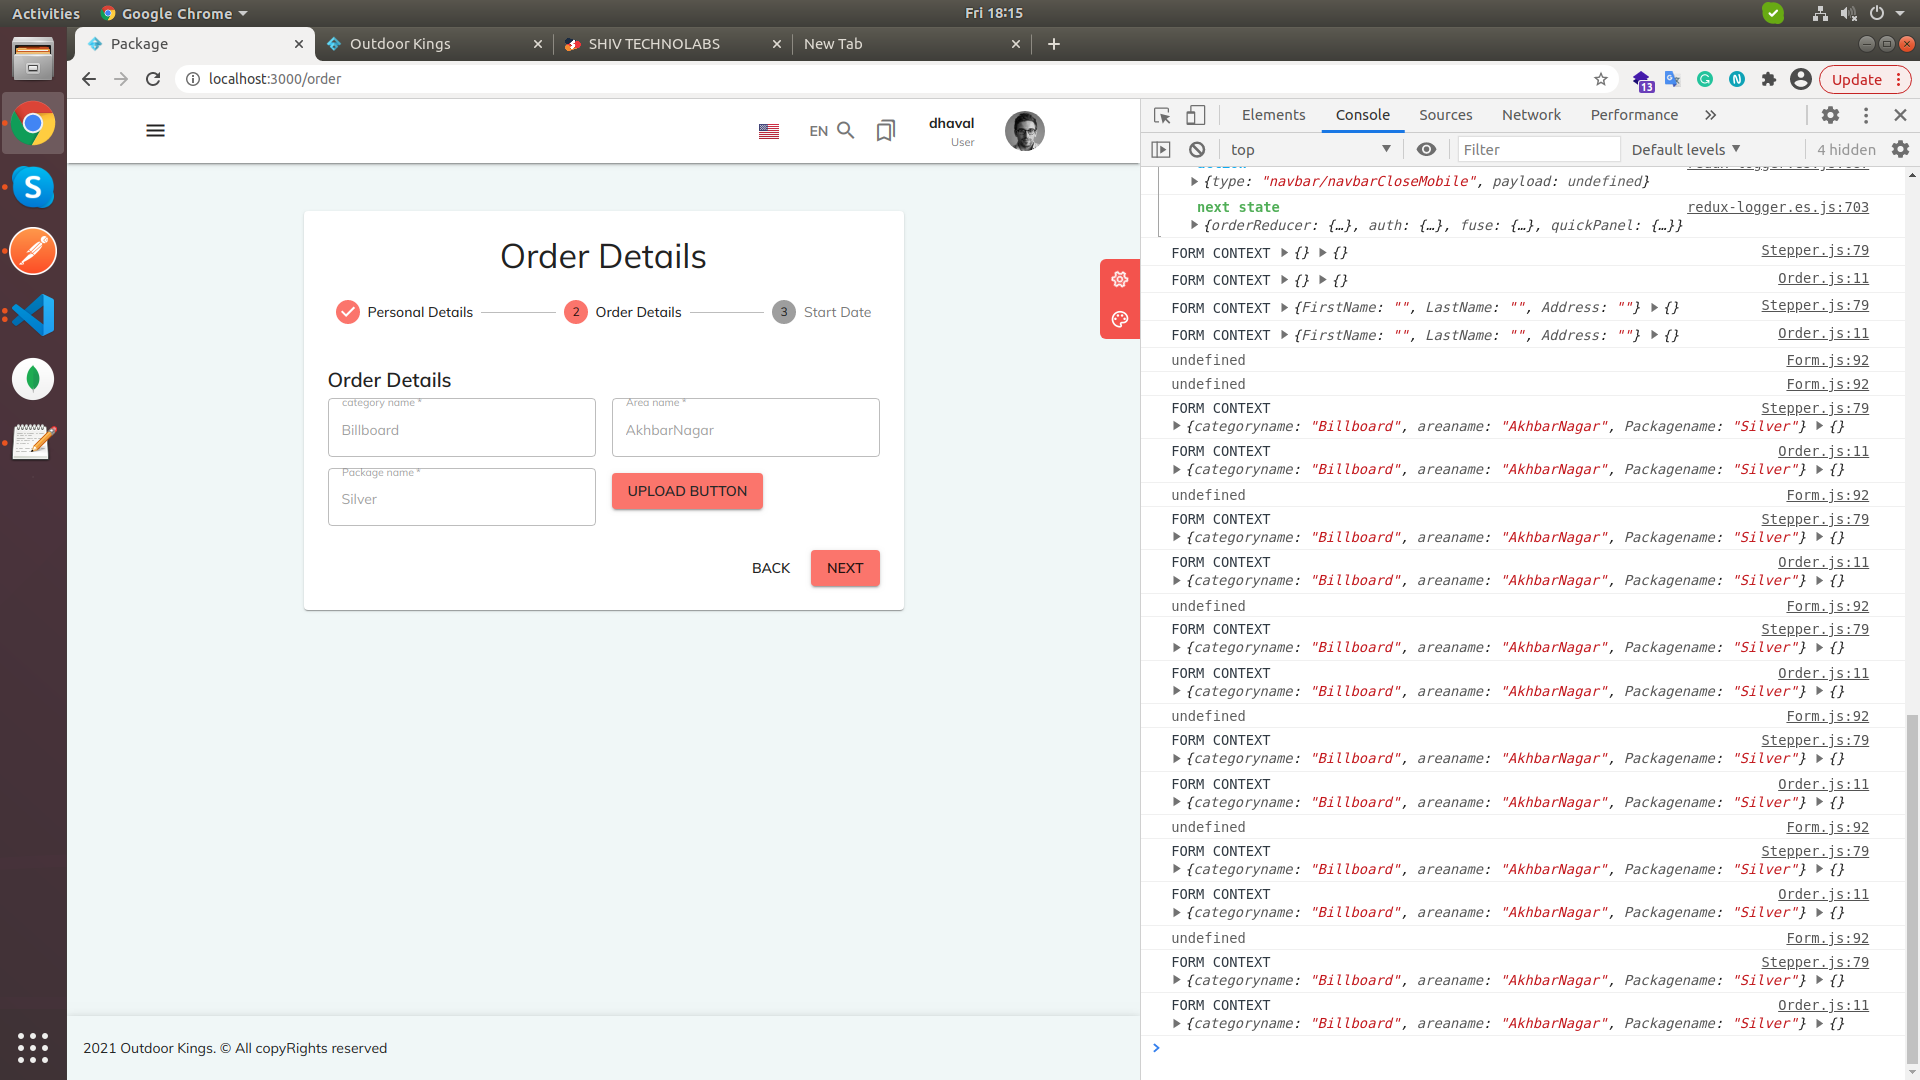 Activities
Google Chrome
Fri 18:15
Package
Outdoor Kings
SHIV TECHNOLABS
New Tab
localhost:3000/order
13
Update
EN
dhaval
User
Order Details
Personal Details
2
Order Details
3
Start Date
Order Details
category name *
Billboard
Area name *
AkhbarNagar
Package name *
Silver
UPLOAD BUTTON
BACK
NEXT
2021 Outdoor Kings. © All copyRights reserved
Elements
Console
Sources
Network
Performance
top
Filter
Default levels
4 hidden
{type: "navbar/navbarCloseMobile", payload: undefined}
next state redux-logger.es.js:703
{orderReducer: {…}, auth: {…}, fuse: {…}, quickPanel: {…}}
FORM CONTEXT {} {} Stepper.js:79
FORM CONTEXT {} {} Order.js:11
FORM CONTEXT {FirstName: "", LastName: "", Address: ""} {} Stepper.js:79
FORM CONTEXT {FirstName: "", LastName: "", Address: ""} {} Order.js:11
undefined Form.js:92
undefined Form.js:92
FORM CONTEXT Stepper.js:79
{categoryname: "Billboard", areaname: "AkhbarNagar", Packagename: "Silver"} {}
FORM CONTEXT Order.js:11
{categoryname: "Billboard", areaname: "AkhbarNagar", Packagename: "Silver"} {}
undefined Form.js:92
FORM CONTEXT Stepper.js:79
{categoryname: "Billboard", areaname: "AkhbarNagar", Packagename: "Silver"} {}
FORM CONTEXT Order.js:11
{categoryname: "Billboard", areaname: "AkhbarNagar", Packagename: "Silver"} {}
undefined Form.js:92
FORM CONTEXT Stepper.js:79
{categoryname: "Billboard", areaname: "AkhbarNagar", Packagename: "Silver"} {}
FORM CONTEXT Order.js:11
{categoryname: "Billboard", areaname: "AkhbarNagar", Packagename: "Silver"} {}
undefined Form.js:92
FORM CONTEXT Stepper.js:79
{categoryname: "Billboard", areaname: "AkhbarNagar", Packagename: "Silver"} {}
FORM CONTEXT Order.js:11
{categoryname: "Billboard", areaname: "AkhbarNagar", Packagename: "Silver"} {}
undefined Form.js:92
FORM CONTEXT Stepper.js:79
{categoryname: "Billboard", areaname: "AkhbarNagar", Packagename: "Silver"} {}
FORM CONTEXT Order.js:11
{categoryname: "Billboard", areaname: "AkhbarNagar", Packagename: "Silver"} {}
undefined Form.js:92
FORM CONTEXT Stepper.js:79
{categoryname: "Billboard", areaname: "AkhbarNagar", Packagename: "Silver"} {}
FORM CONTEXT Order.js:11
{categoryname: "Billboard", areaname: "AkhbarNagar", Packagename: "Silver"} {}